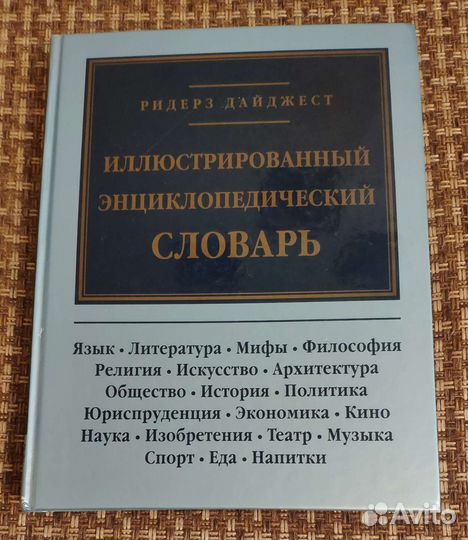 РИДЕРЗ ДАЙДЖЕСТ
ИЛЛЮСТРИРОВАННЫЙ
ЭНЦИКЛОПЕДИЧЕСКИЙ
СЛОВАРЬ
Язык • Литература • Мифы • Философия
Религия • Искусство • Архитектура
Общество • История • Политика
Юриспруденция • Экономика • Кино
Наука • Изобретения • Театр • Музыка
Спорт • Еда • Напитки
Avito